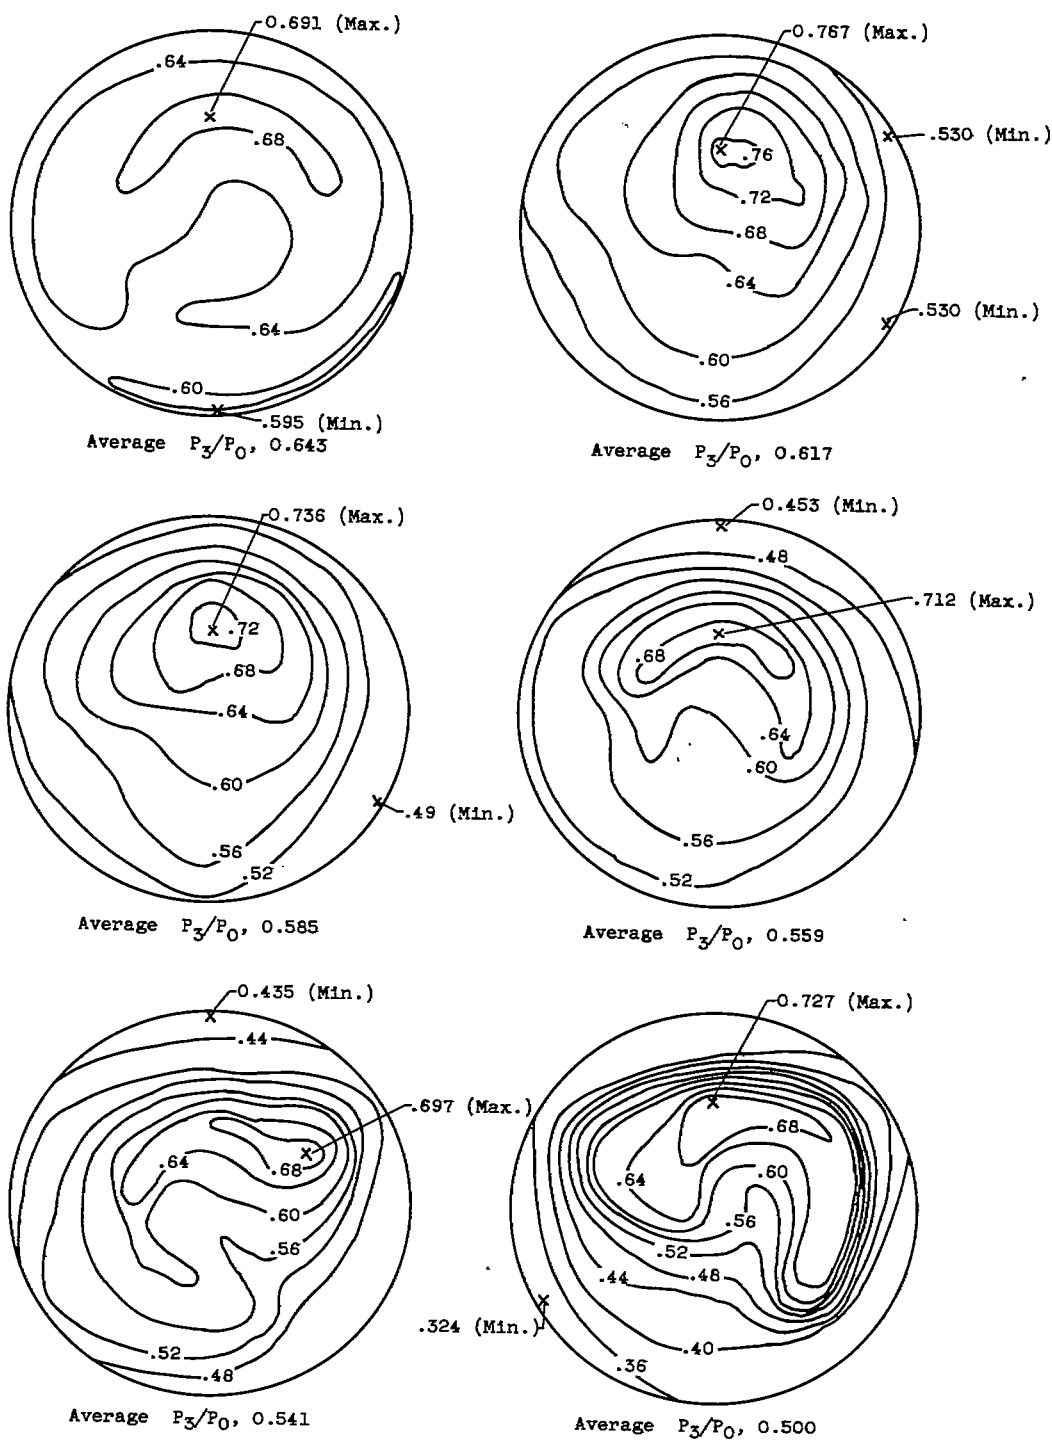 0.691 (Max.)
.64
.68
.64
.60
.595 (Min.)
Average P3/P0, 0.643
0.767 (Max.)
.530 (Min.)
.76
.72
.68
.64
.530 (Min.)
.60
.56
Average P3/P0, 0.617
0.736 (Max.)
.72
.68
.64
.60
.49 (Min.)
.56
.52
Average P3/P0, 0.585
0.453 (Min.)
.48
.712 (Max.)
.68
.64
.60
.56
.52
Average P3/P0, 0.559
0.435 (Min.)
.44
.697 (Max.)
.64
.68
.60
.56
.52
.48
Average P3/P0, 0.541
0.727 (Max.)
.68
.64
.60
.56
.52
.44
.48
.324 (Min.)
.40
.36
Average P3/P0, 0.500